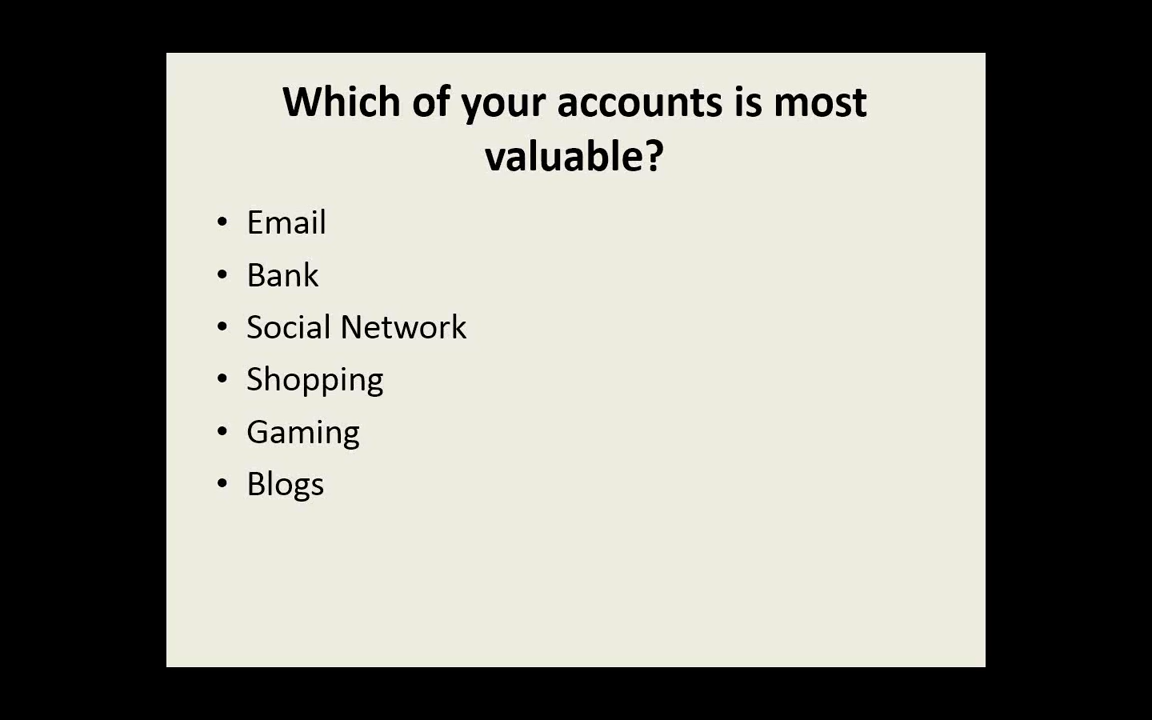 Which of your accounts is most
valuable?
• Email
• Bank
• Social Network
• Shopping
• Gaming
• Blogs